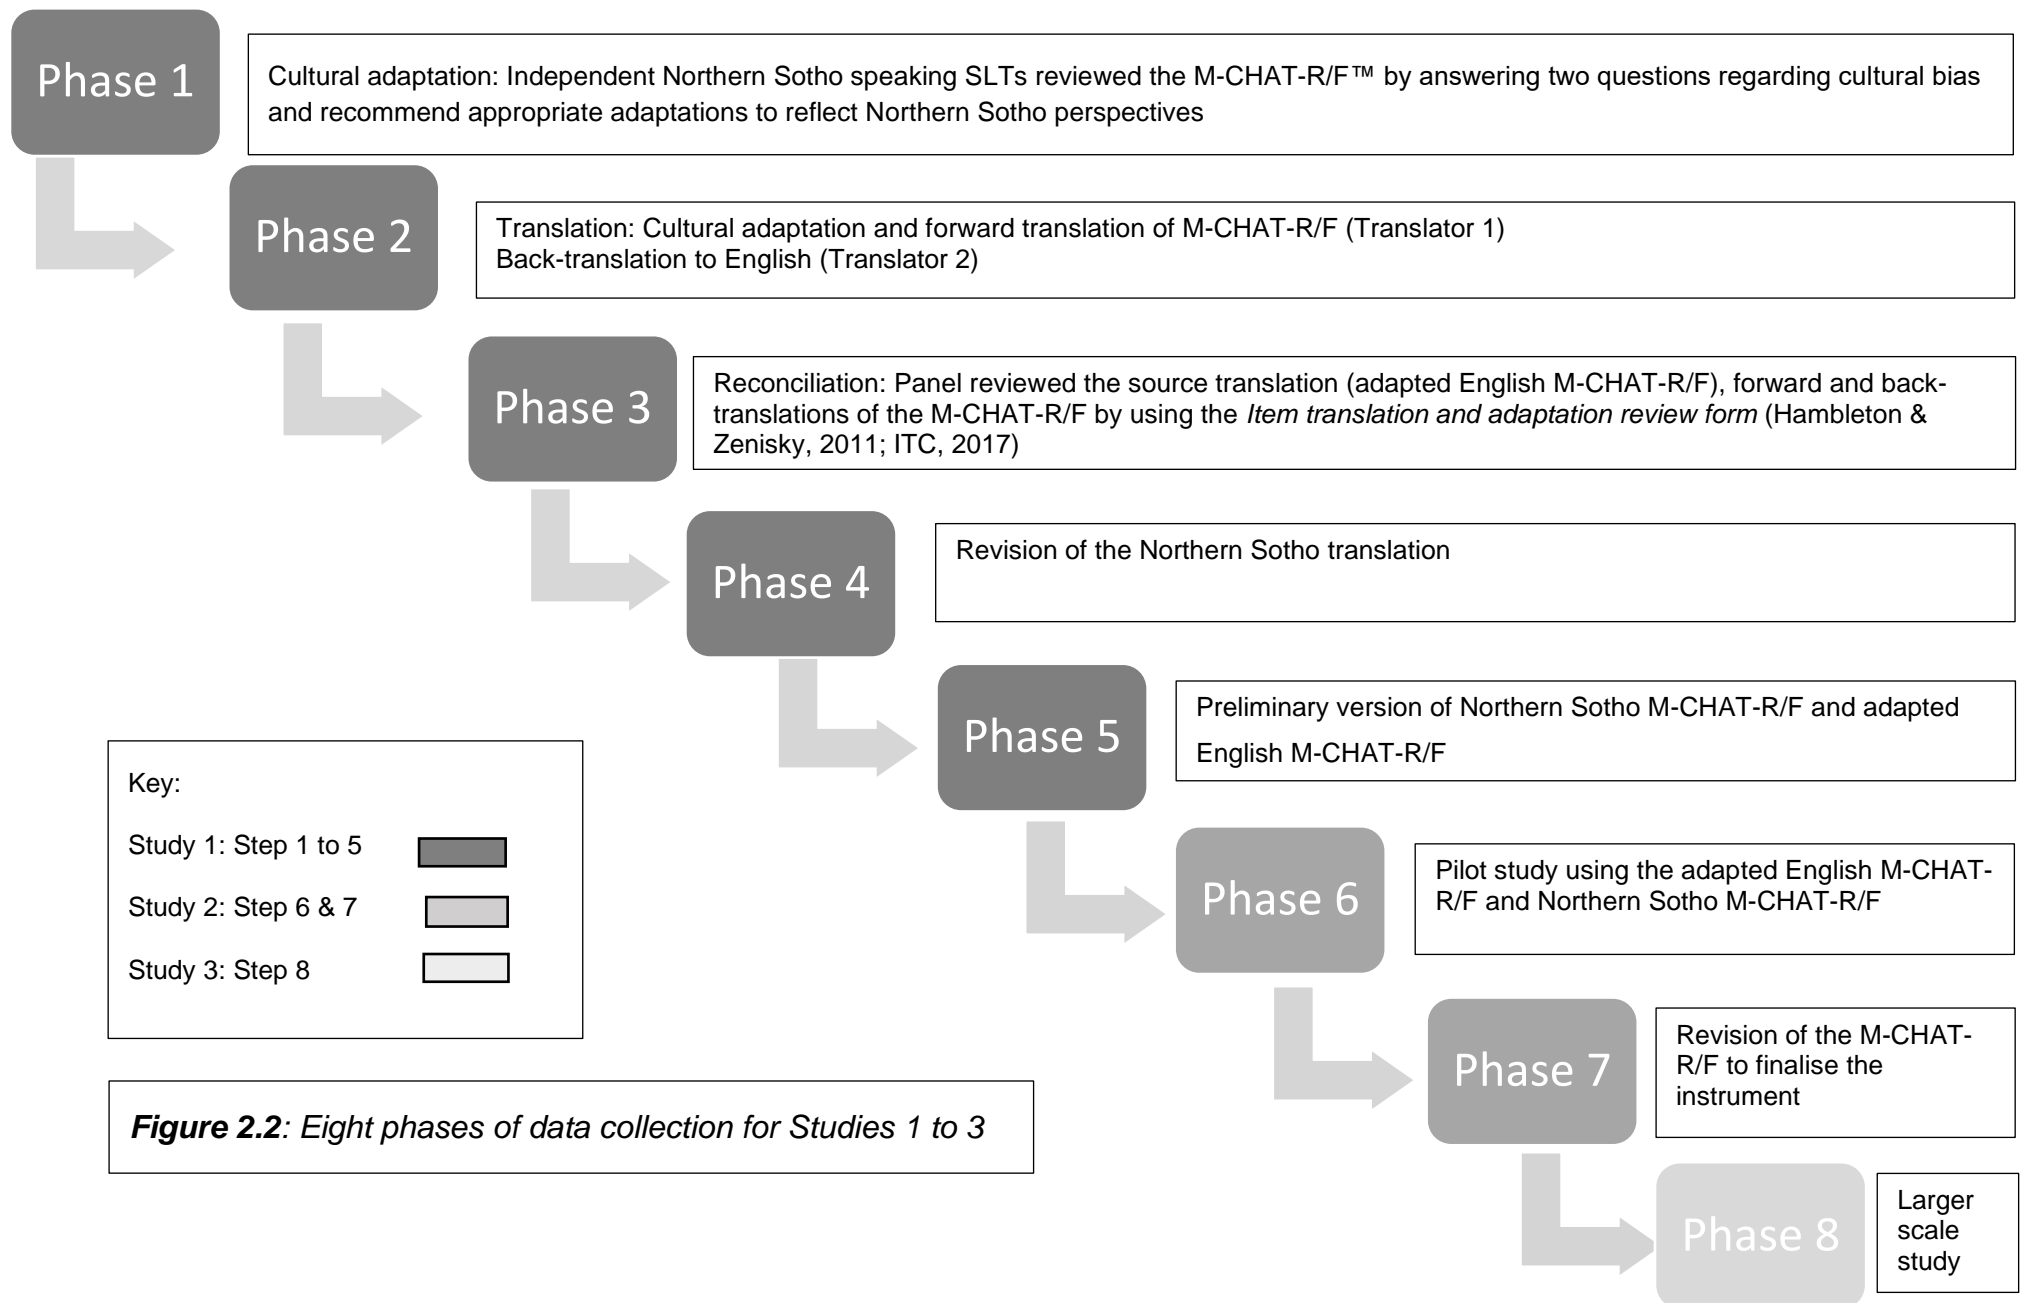 Phase 1
Cultural adaptation: Independent Northern Sotho speaking SLTs reviewed the M-CHAT-R/F™ by answering two questions regarding cultural bias
and recommend appropriate adaptations to reflect Northern Sotho perspectives
Phase 2
Translation: Cultural adaptation and forward translation of M-CHAT-R/F (Translator 1)
Back-translation to English (Translator 2)
Phase 3
Reconciliation: Panel reviewed the source translation (adapted English M-CHAT-R/F), forward and back-
translations of the M-CHAT-R/F by using the Item translation and adaptation review form (Hambleton &
Zenisky, 2011; ITC, 2017)
Phase 4
Revision of the Northern Sotho translation
Phase 5
Preliminary version of Northern Sotho M-CHAT-R/F and adapted
English M-CHAT-R/F
Phase 6
Pilot study using the adapted English M-CHAT-
R/F and Northern Sotho M-CHAT-R/F
Phase 7
Revision of the M-CHAT-
R/F to finalise the
instrument
Phase 8
Larger
scale
study
Key:
Study 1: Step 1 to 5
Study 2: Step 6 & 7
Study 3: Step 8
Figure 2.2: Eight phases of data collection for Studies 1 to 3